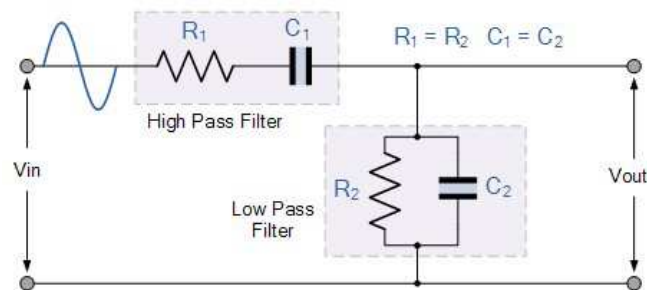 R₁ C₁ R₁ = R₂ C₁ = C₂
High Pass Filter
Vin
R₂ C₂
Vout
Low Pass
Filter